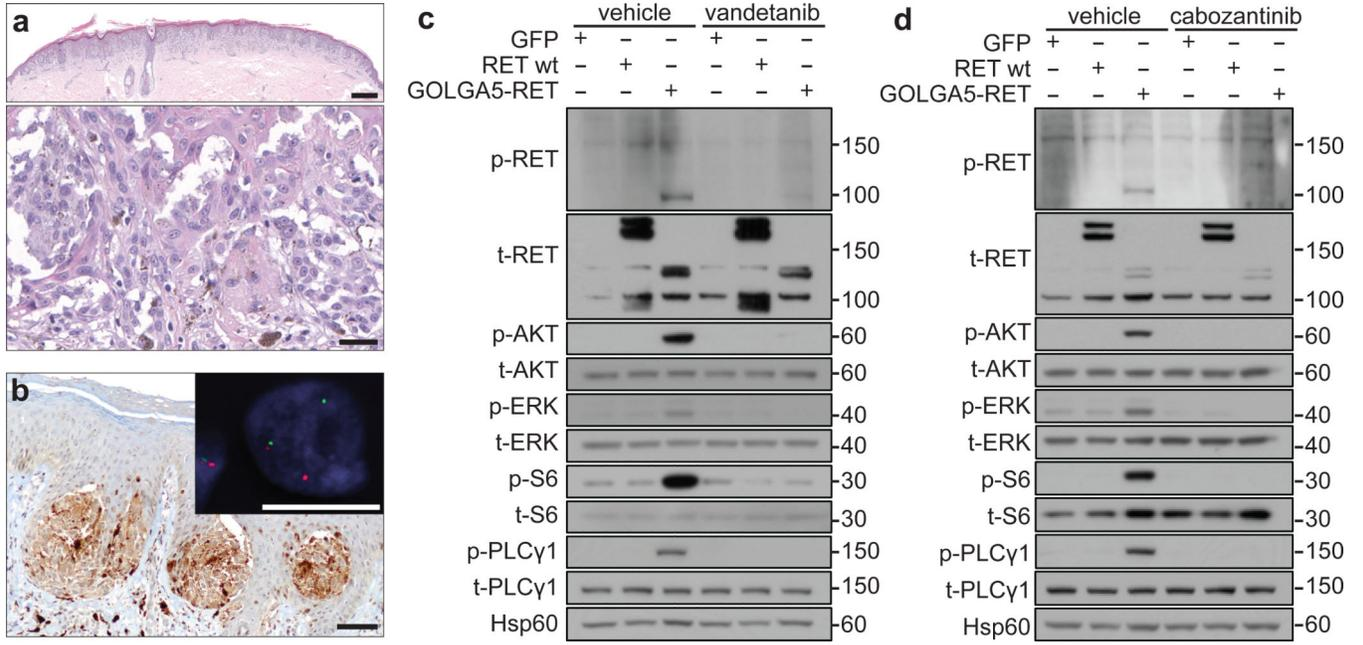 a
b
c
vehicle vandetanib
GFP + – – + – –
RET wt – + – – + –
GOLGA5-RET – – + – – +
p-RET -150
-100
t-RET -150
-100
p-AKT -60
t-AKT -60
p-ERK -40
t-ERK -40
p-S6 -30
t-S6 -30
p-PLCγ1 -150
t-PLCγ1 -150
Hsp60 -60
d
vehicle cabozantinib
GFP + – – + – –
RET wt – + – – + –
GOLGA5-RET – – + – – +
p-RET -150
-100
t-RET -150
-100
p-AKT -60
t-AKT -60
p-ERK -40
t-ERK -40
p-S6 -30
t-S6 -30
p-PLCγ1 -150
t-PLCγ1 -150
Hsp60 -60